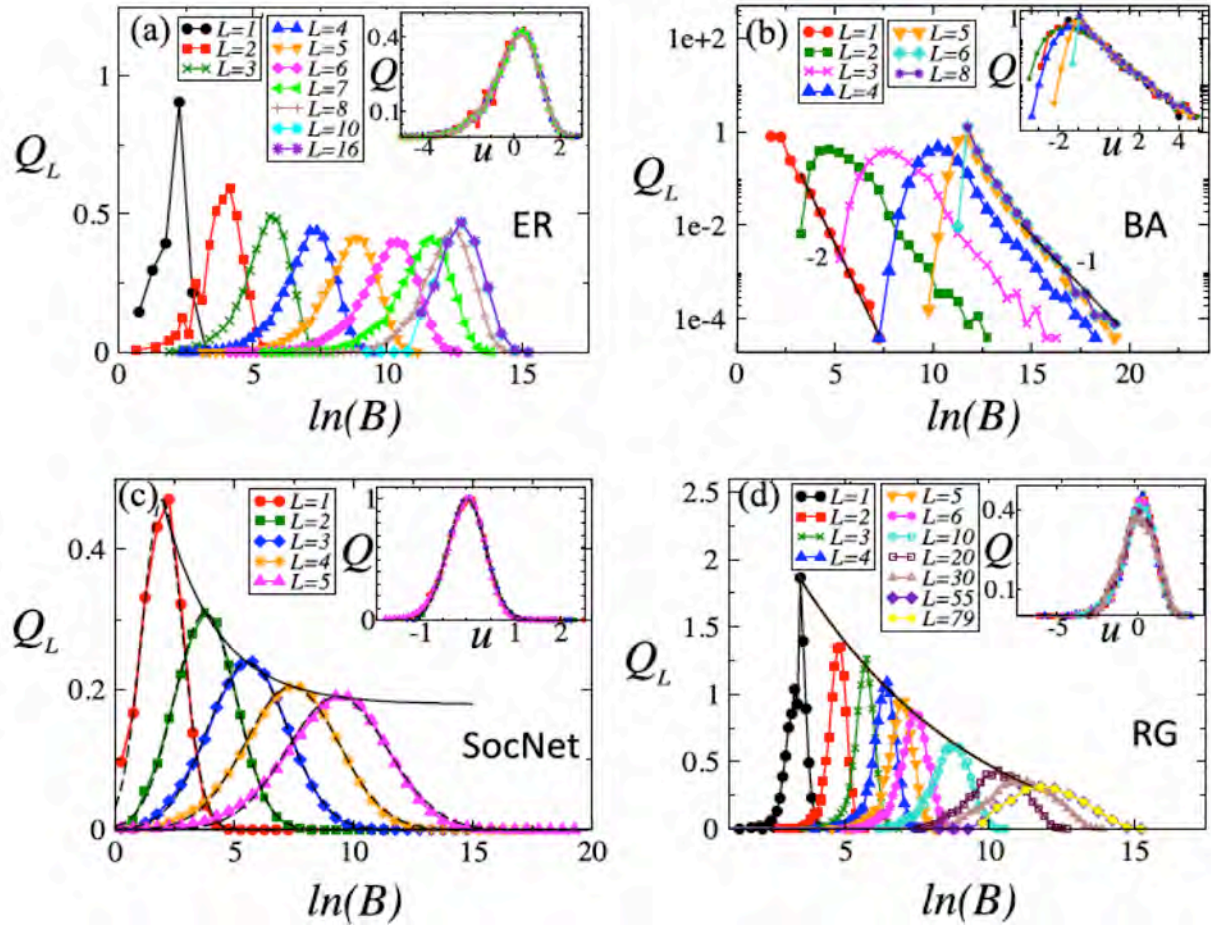 (a)
L=1
L=2
L=3
L=4
L=5
L=6
L=7
L=8
L=10
L=16
Q
0.4
0.1
-4 u 0 2
1
0.5
0
Q_L
ER
0 5 10 15
ln(B)
(b)
L=1
L=2
L=3
L=4
L=5
L=6
L=8
Q
1
-2 u 2 4
1e+2
1
1e-2
1e-4
Q_L
-2
-1
BA
0 5 10 15 20
ln(B)
(c)
L=1
L=2
L=3
L=4
L=5
Q
1
0
-1 u 1 2
0.4
0.2
0
Q_L
SocNet
0 5 10 15 20
ln(B)
(d)
L=1
L=2
L=3
L=4
L=5
L=6
L=10
L=20
L=30
L=55
L=79
Q
0.4
0.1
-5 u 0
2.5
2
1.5
1
0.5
0
Q_L
RG
5 10 15
ln(B)